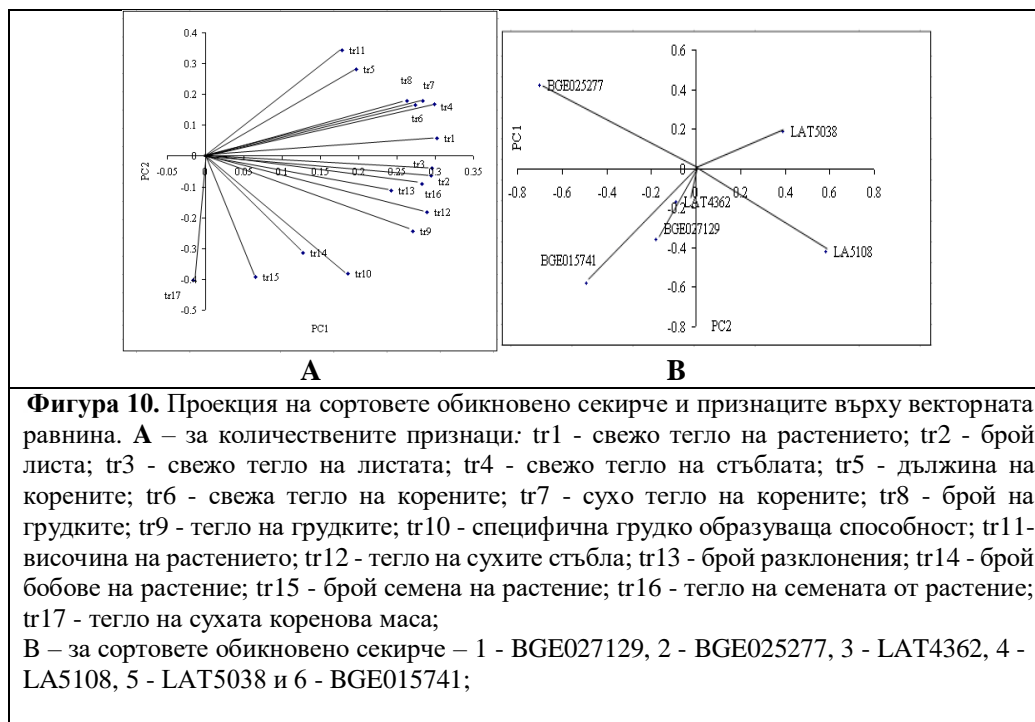 0.4
0.3
0.2
0.1
0
-0.1
-0.2
-0.3
-0.4
-0.5
-0.05
0
0.05
0.1
0.15
0.2
0.25
0.3
0.35
PC2
PC1
tr11
tr5
tr8
tr7
tr4
tr6
tr1
tr3
tr2
tr16
tr13
tr12
tr9
tr14
tr10
tr15
tr17
А
0.6
0.4
0.2
0
-0.2
-0.4
-0.6
-0.8
-0.8
-0.6
-0.4
-0.2
0
0.2
0.4
0.6
0.8
PC1
PC2
BGE025277
LAT5038
LAT4362
BGE027129
BGE015741
LA5108
В
Фигура 10. Проекция на сортовете обикновено секирче и признаците върху векторната
равнина. А – за количествените признаци: tr1 - свежо тегло на растението; tr2 - брой
листа; tr3 - свежо тегло на листата; tr4 - свежо тегло на стъблата; tr5 - дължина на
корените; tr6 - свежа тегло на корените; tr7 - сухо тегло на корените; tr8 - брой на
грудките; tr9 - тегло на грудките; tr10 - специфична грудко образуваща способност; tr11-
височина на растението; tr12 - тегло на сухите стъбла; tr13 - брой разклонения; tr14 - брой
бобове на растение; tr15 - брой семена на растение; tr16 - тегло на семената от растение;
tr17 - тегло на сухата коренова маса;
В – за сортовете обикновено секирче – 1 - BGE027129, 2 - BGE025277, 3 - LAT4362, 4 -
LA5108, 5 - LAT5038 и 6 - BGE015741;